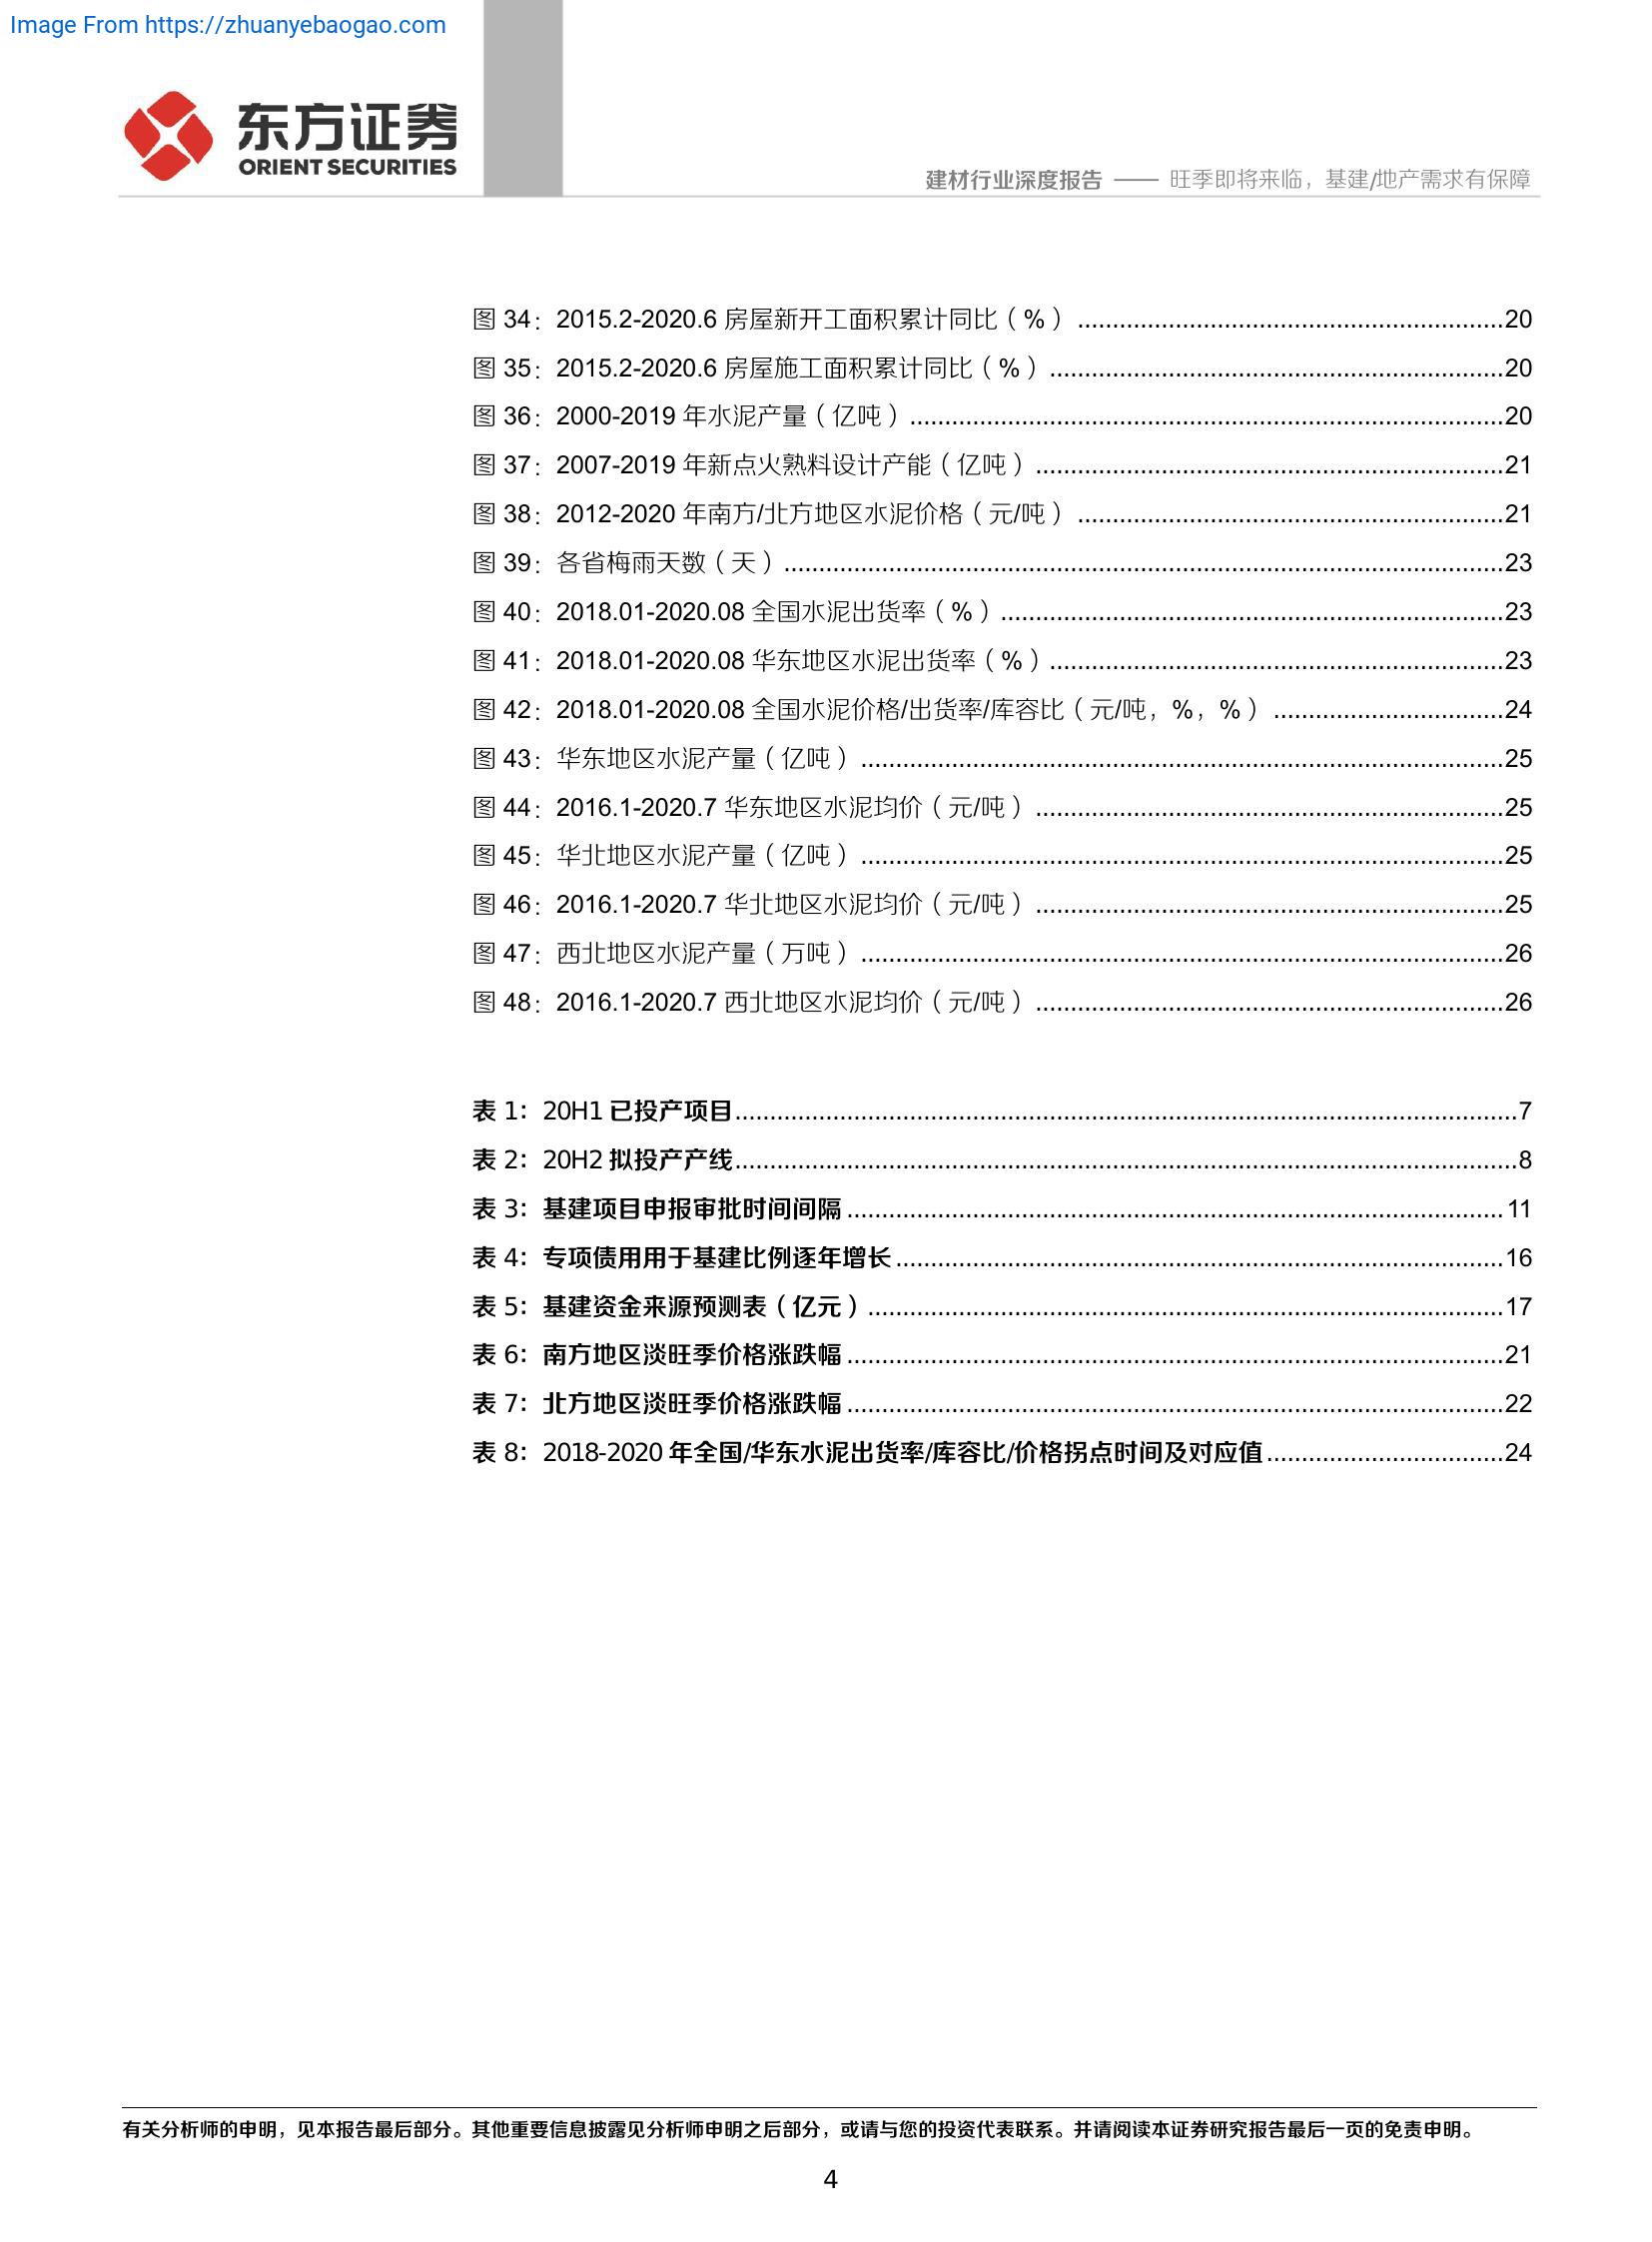 Image From https://zhuanyebaogao.com
东方证券
ORIENT SECURITIES
建材行业深度报告 —— 旺季即将来临，基建/地产需求有保障
图 34：2015.2-2020.6 房屋新开工面积累计同比（%）............................................................20
图 35：2015.2-2020.6 房屋施工面积累计同比（%）................................................................20
图 36：2000-2019 年水泥产量（亿吨）....................................................................................20
图 37：2007-2019 年新点火熟料设计产能（亿吨）..................................................................21
图 38：2012-2020 年南方/北方地区水泥价格（元/吨）............................................................21
图 39：各省梅雨天数（天）......................................................................................................23
图 40：2018.01-2020.08 全国水泥出货率（%）.......................................................................23
图 41：2018.01-2020.08 华东地区水泥出货率（%）................................................................23
图 42：2018.01-2020.08 全国水泥价格/出货率/库容比（元/吨，%，%）................................24
图 43：华东地区水泥产量（亿吨）...........................................................................................25
图 44：2016.1-2020.7 华东地区水泥均价（元/吨）..................................................................25
图 45：华北地区水泥产量（亿吨）...........................................................................................25
图 46：2016.1-2020.7 华北地区水泥均价（元/吨）..................................................................25
图 47：西北地区水泥产量（万吨）...........................................................................................26
图 48：2016.1-2020.7 西北地区水泥均价（元/吨）..................................................................26
表 1：20H1 已投产项目...............................................................................................................7
表 2：20H2 拟投产产线...............................................................................................................8
表 3：基建项目申报审批时间间隔.............................................................................................11
表 4：专项债用用于基建比例逐年增长......................................................................................16
表 5：基建资金来源预测表（亿元）..........................................................................................17
表 6：南方地区淡旺季价格涨跌幅.............................................................................................21
表 7：北方地区淡旺季价格涨跌幅.............................................................................................22
表 8：2018-2020 年全国/华东水泥出货率/库容比/价格拐点时间及对应值.................................24
有关分析师的申明，见本报告最后部分。其他重要信息披露见分析师申明之后部分，或请与您的投资代表联系。并请阅读本证券研究报告最后一页的免责申明。
4